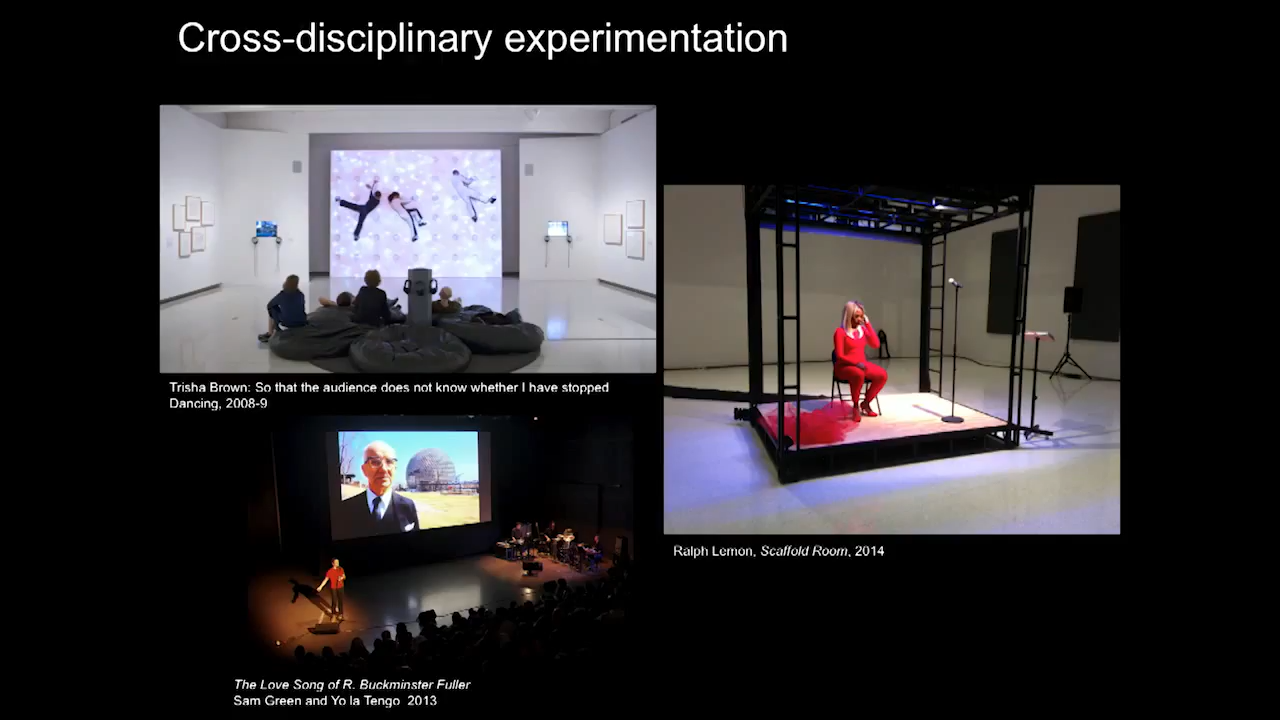 Cross-disciplinary experimentation
Trisha Brown: So that the audience does not know whether I have stopped
Dancing, 2008-9
Ralph Lemon, Scaffold Room, 2014
The Love Song of R. Buckminster Fuller
Sam Green and Yo la Tengo 2013